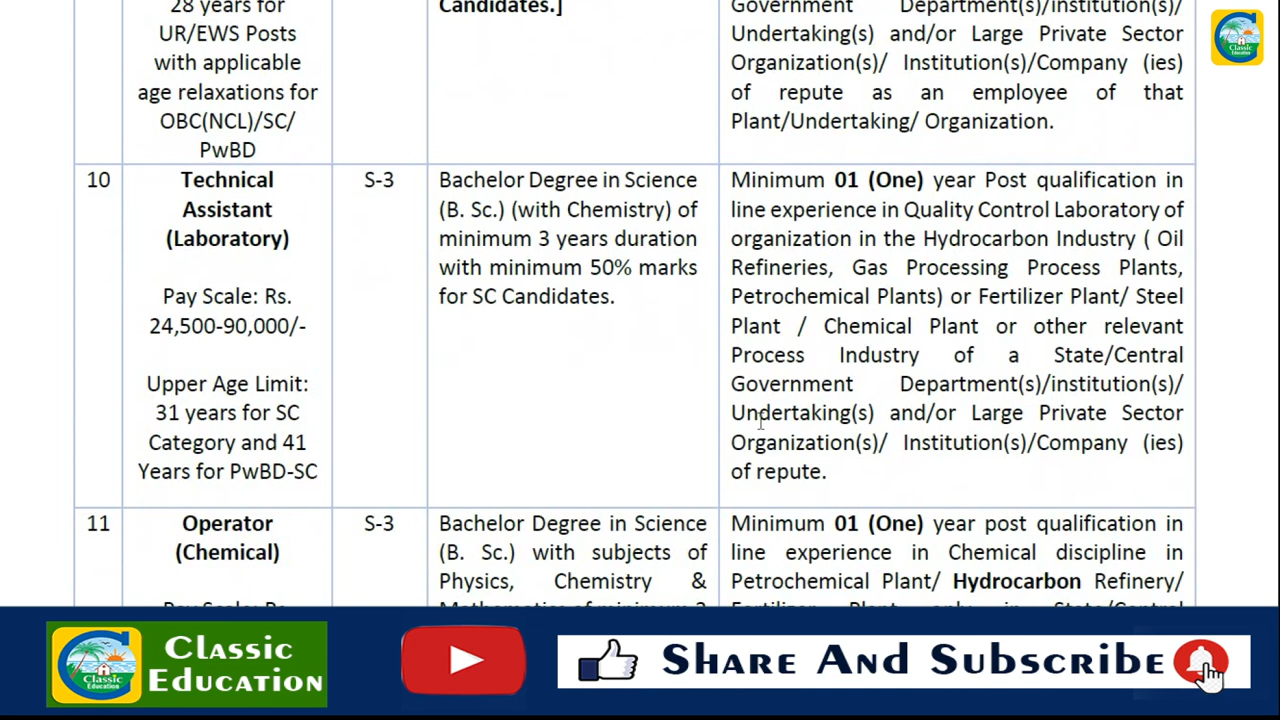 28 years for
UR/EWS Posts
with applicable
age relaxations for
OBC(NCL)/SC/
PwBD
Candidates.]
Government Department(s)/institution(s)/
Undertaking(s) and/or Large Private Sector
Organization(s)/ Institution(s)/Company (ies)
of repute as an employee of that
Plant/Undertaking/ Organization.
Classic
Education
10
Technical
Assistant
(Laboratory)
Pay Scale: Rs.
24,500-90,000/-
Upper Age Limit:
31 years for SC
Category and 41
Years for PwBD-SC
S-3
Bachelor Degree in Science
(B. Sc.) (with Chemistry) of
minimum 3 years duration
with minimum 50% marks
for SC Candidates.
Minimum 01 (One) year Post qualification in
line experience in Quality Control Laboratory of
organization in the Hydrocarbon Industry ( Oil
Refineries, Gas Processing Process Plants,
Petrochemical Plants) or Fertilizer Plant/ Steel
Plant / Chemical Plant or other relevant
Process Industry of a State/Central
Government Department(s)/institution(s)/
Undertaking(s) and/or Large Private Sector
Organization(s)/ Institution(s)/Company (ies)
of repute.
11
Operator
(Chemical)
S-3
Bachelor Degree in Science
(B. Sc.) with subjects of
Physics, Chemistry &
Minimum 01 (One) year post qualification in
line experience in Chemical discipline in
Petrochemical Plant/ Hydrocarbon Refinery/
Classic
Education
Classic
Education
Share And Subscribe